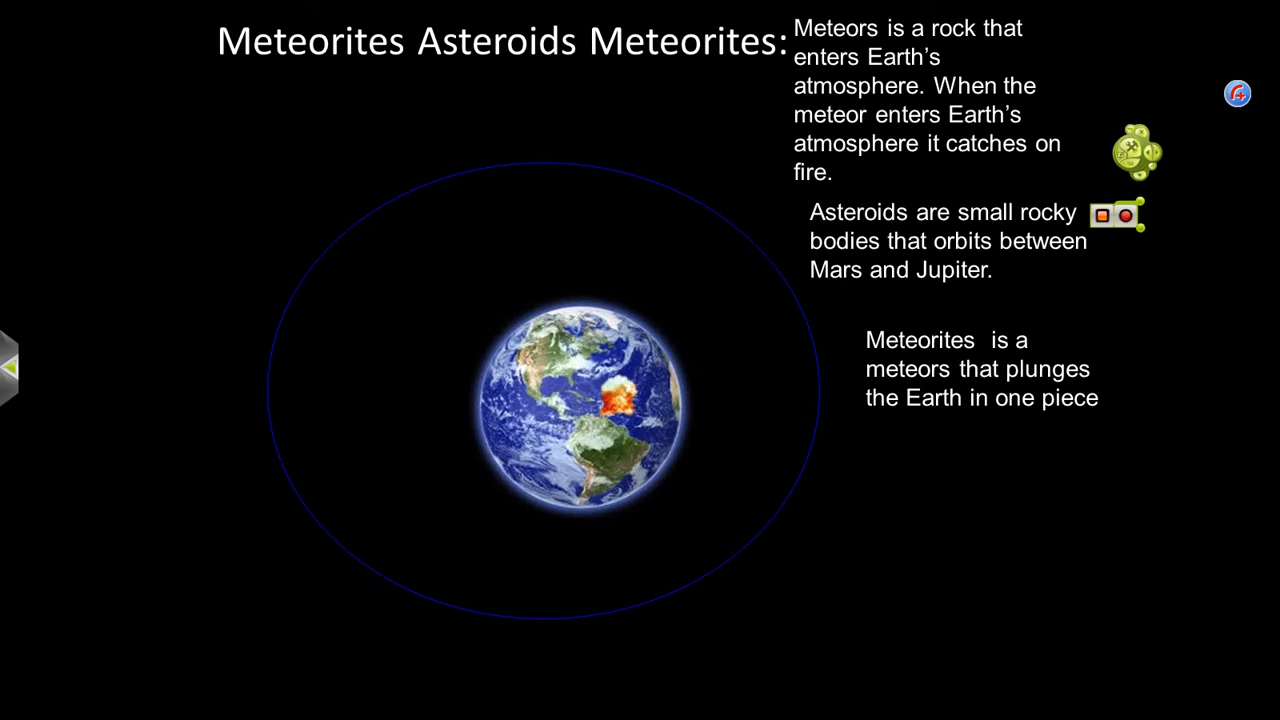 Meteorites Asteroids Meteorites:
Meteors is a rock that
enters Earth’s
atmosphere. When the
meteor enters Earth’s
atmosphere it catches on
fire.
Asteroids are small rocky
bodies that orbits between
Mars and Jupiter.
Meteorites  is a
meteors that plunges
the Earth in one piece